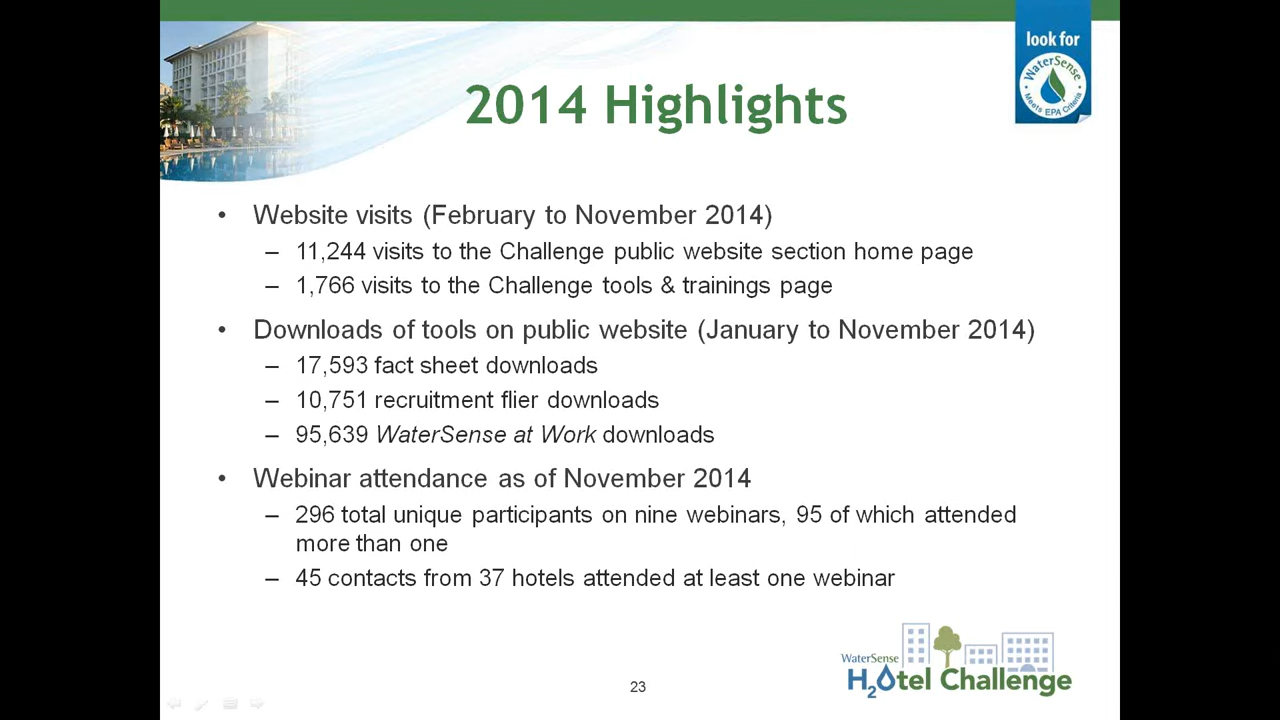 look for
WaterSense
Meets EPA Criteria
2014 Highlights
• Website visits (February to November 2014)
– 11,244 visits to the Challenge public website section home page
– 1,766 visits to the Challenge tools & trainings page
• Downloads of tools on public website (January to November 2014)
– 17,593 fact sheet downloads
– 10,751 recruitment flier downloads
– 95,639 WaterSense at Work downloads
• Webinar attendance as of November 2014
– 296 total unique participants on nine webinars, 95 of which attended
more than one
– 45 contacts from 37 hotels attended at least one webinar
WaterSense
H2Otel Challenge
23